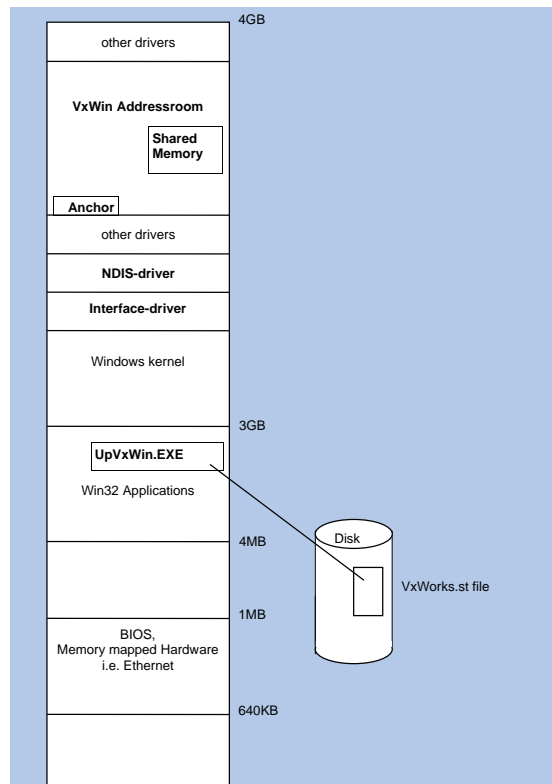 4GB
other drivers
VxWin Addressroom
Shared
Memory
Anchor
other drivers
NDIS-driver
Interface-driver
Windows kernel
3GB
UpVxWin.EXE
Win32 Applications
4MB
Disk
VxWorks.st file
1MB
BIOS,
Memory mapped Hardware
i.e. Ethernet
640KB